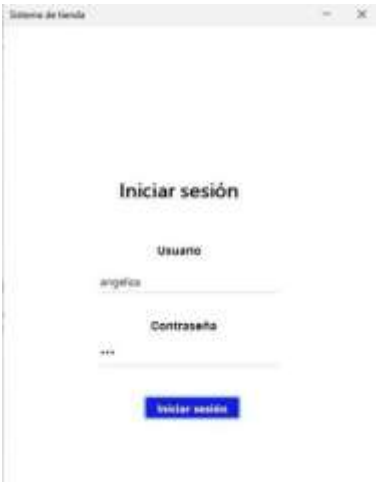 Sistema de tienda
Iniciar sesión
Usuario
angelica
Contraseña
•••
Iniciar sesión